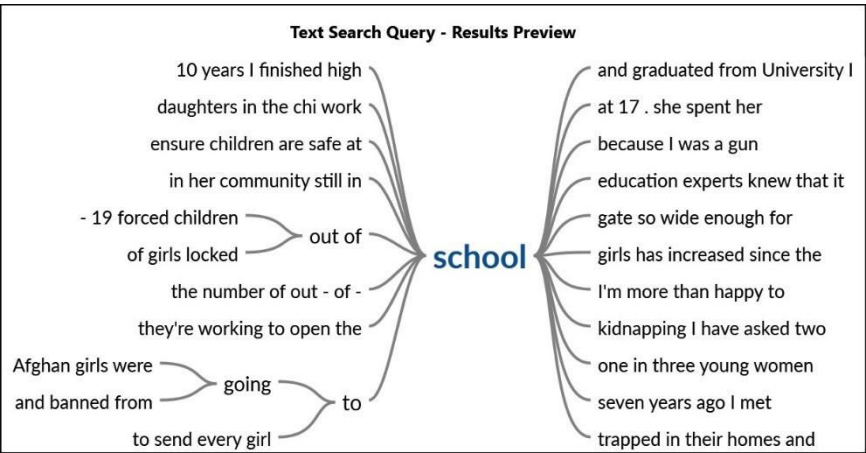 Text Search Query - Results Preview
10 years I finished high
daughters in the chi work
ensure children are safe at
in her community still in
- 19 forced children
of girls locked
out of
the number of out - of -
they're working to open the
Afghan girls were
and banned from
going
to send every girl
to
school
and graduated from University I
at 17 . she spent her
because I was a gun
education experts knew that it
gate so wide enough for
girls has increased since the
I'm more than happy to
kidnapping I have asked two
one in three young women
seven years ago I met
trapped in their homes and